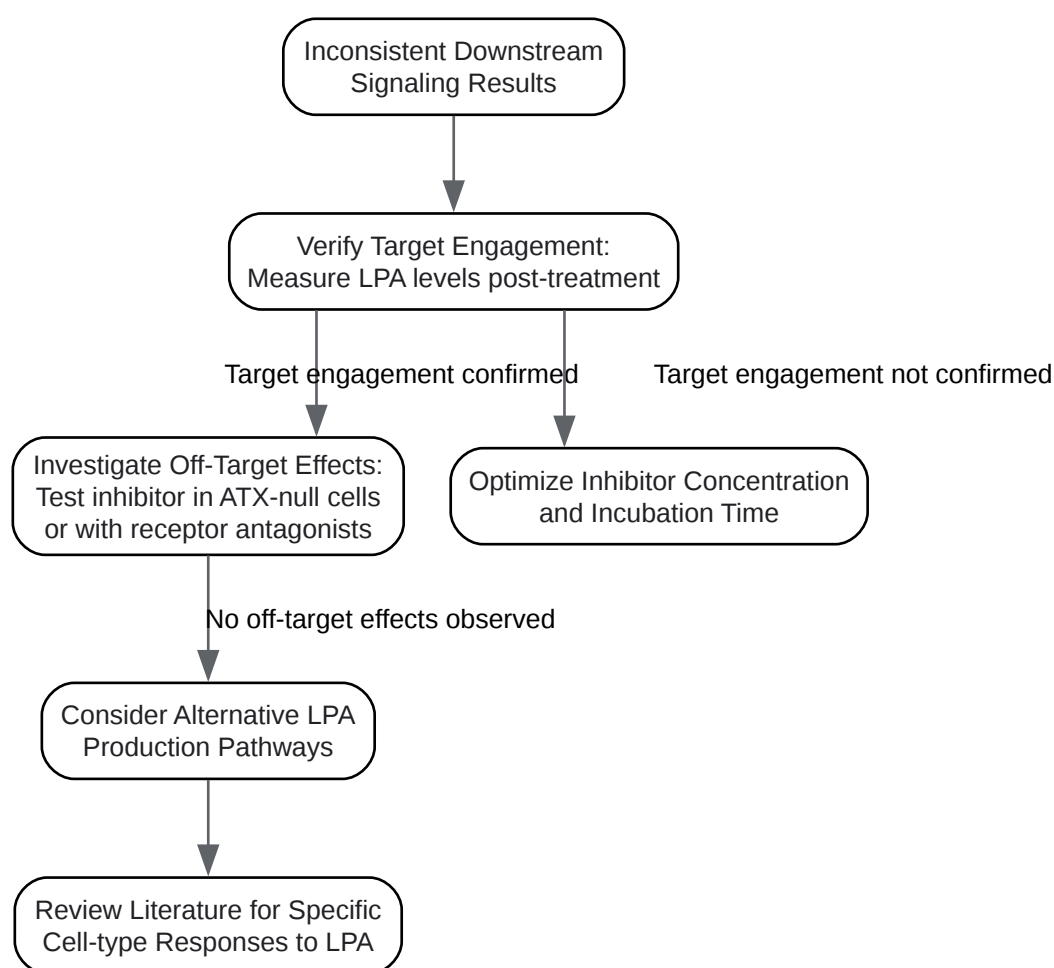 Inconsistent Downstream
Signaling Results
Verify Target Engagement:
Measure LPA levels post-treatment
Target engagement confirmed
Target engagement not confirmed
Investigate Off-Target Effects:
Test inhibitor in ATX-null cells
or with receptor antagonists
Optimize Inhibitor Concentration
and Incubation Time
No off-target effects observed
Consider Alternative LPA
Production Pathways
Review Literature for Specific
Cell-type Responses to LPA